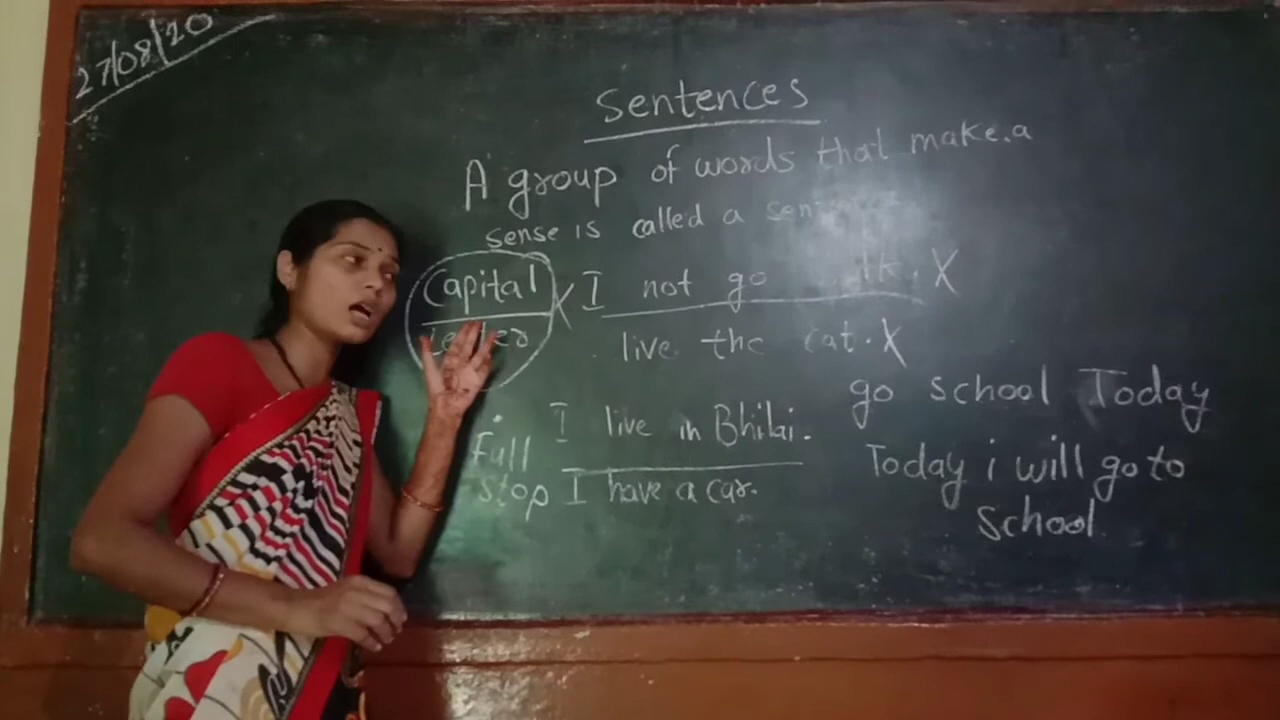 27/08/20
Sentences
A group of words that make.a
sense is called a
Capital
X I not go X
live the cat. X
go school Today
Full
stop
I live in Bhilai.
I have a car.
Today i will go to
School